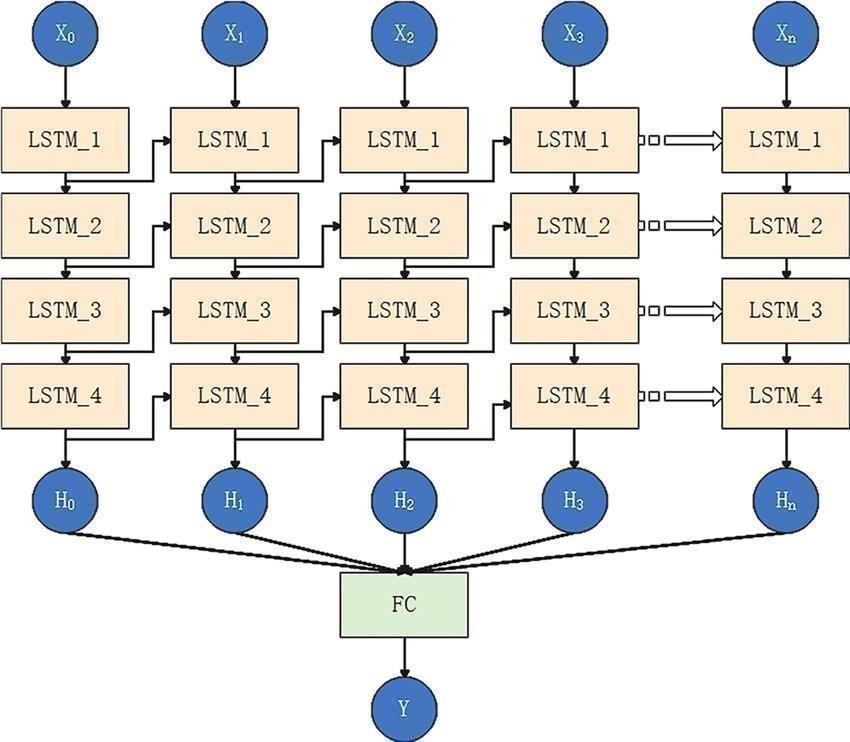 X₀ X₁ X₂ X₃ Xₙ
LSTM_1 LSTM_1 LSTM_1 LSTM_1 LSTM_1
LSTM_2 LSTM_2 LSTM_2 LSTM_2 LSTM_2
LSTM_3 LSTM_3 LSTM_3 LSTM_3 LSTM_3
LSTM_4 LSTM_4 LSTM_4 LSTM_4 LSTM_4
H₀ H₁ H₂ H₃ Hₙ
FC
Y